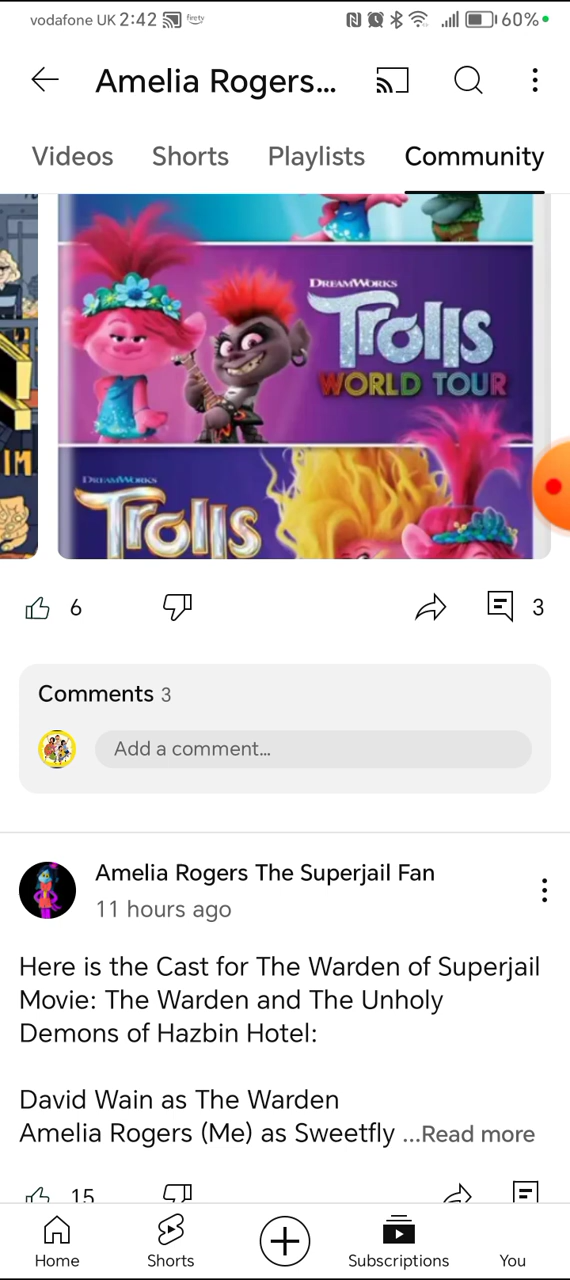 vodafone UK 2:42 firetv 60%
Amelia Rogers...
Videos Shorts Playlists Community
DREAMWORKS
Trolls
WORLD TOUR
IM
DREAMWORKS
Trolls
6 3
Comments 3
Add a comment...
Amelia Rogers The Superjail Fan
11 hours ago
Here is the Cast for The Warden of Superjail
Movie: The Warden and The Unholy
Demons of Hazbin Hotel:
David Wain as The Warden
Amelia Rogers (Me) as Sweetfly ...Read more
15
Home Shorts Subscriptions You